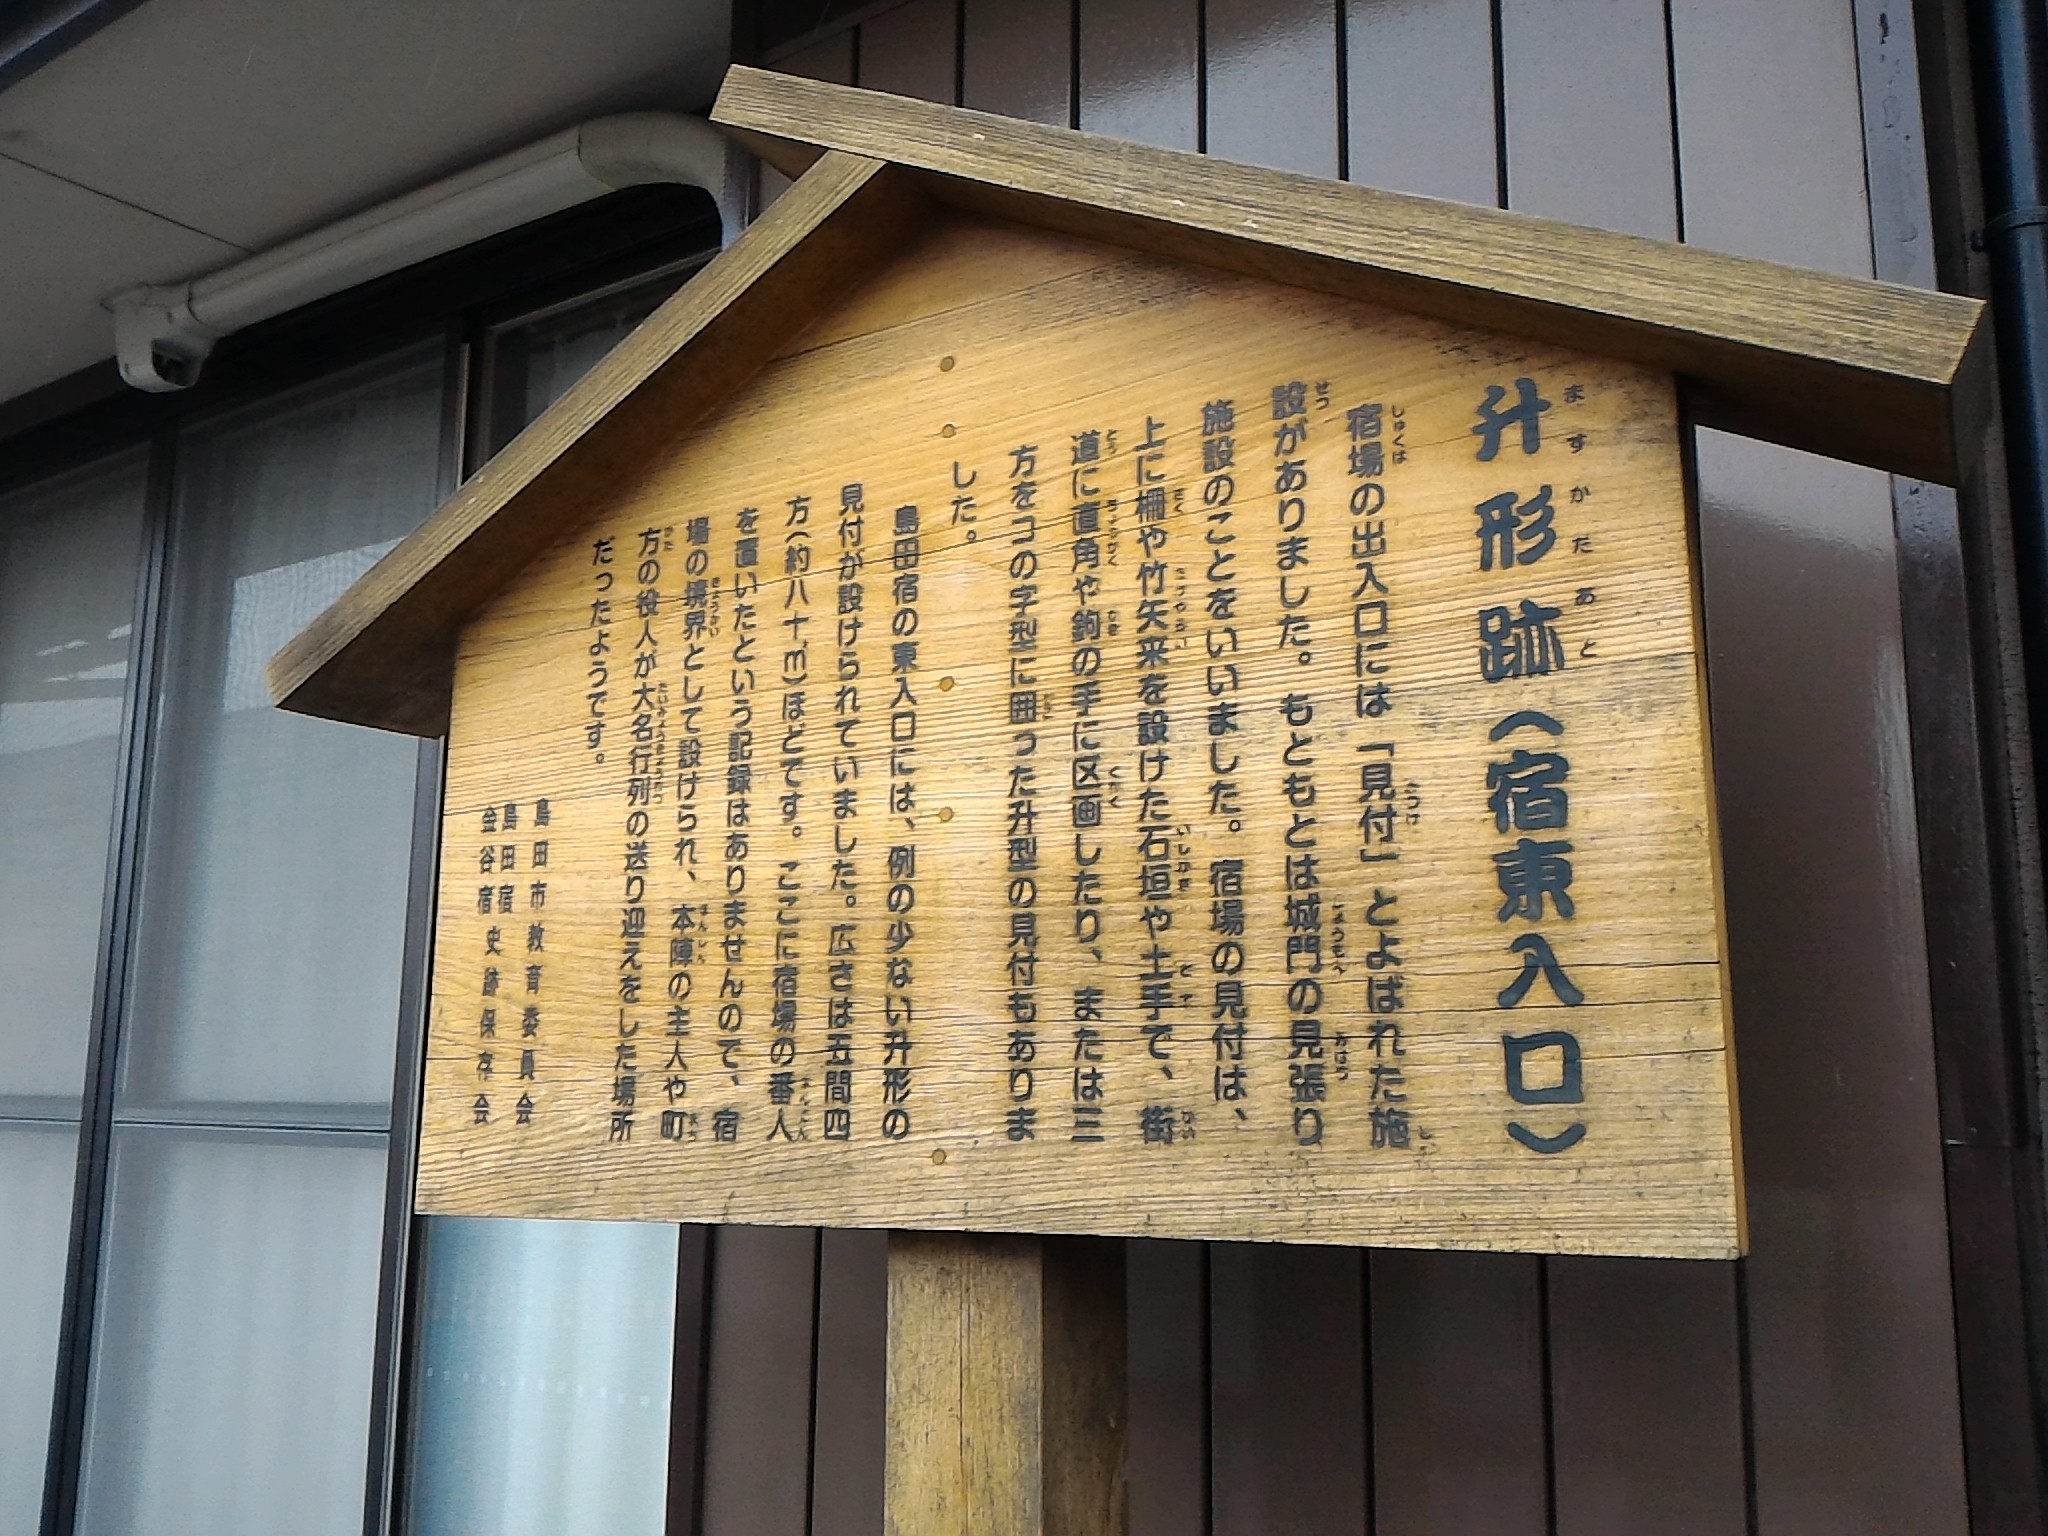 升形跡(宿東入口)
宿場の出入口には「見付」とよばれた施
設がありました。もともとは城門の見張り
施設のことをいいました。宿場の見付は、
上に柵や竹矢来を設けた石垣や土手で、街
道に直角や鉤の手に区画したり、または三
方をコの字型に囲った升型の見付もありま
した。
島田宿の東入口には、例の少ない升形の
見付が設けられていました。広さは五間四
方(約八十㎡)ほどです。ここに宿場の番人
を置いたという記録はありませんので、宿
場の境界として設けられ、本陣の主人や町
方の役人が大名行列の送り迎えをした場所
だったようです。
島田市教育委員会
島田宿
金谷宿史跡保存会